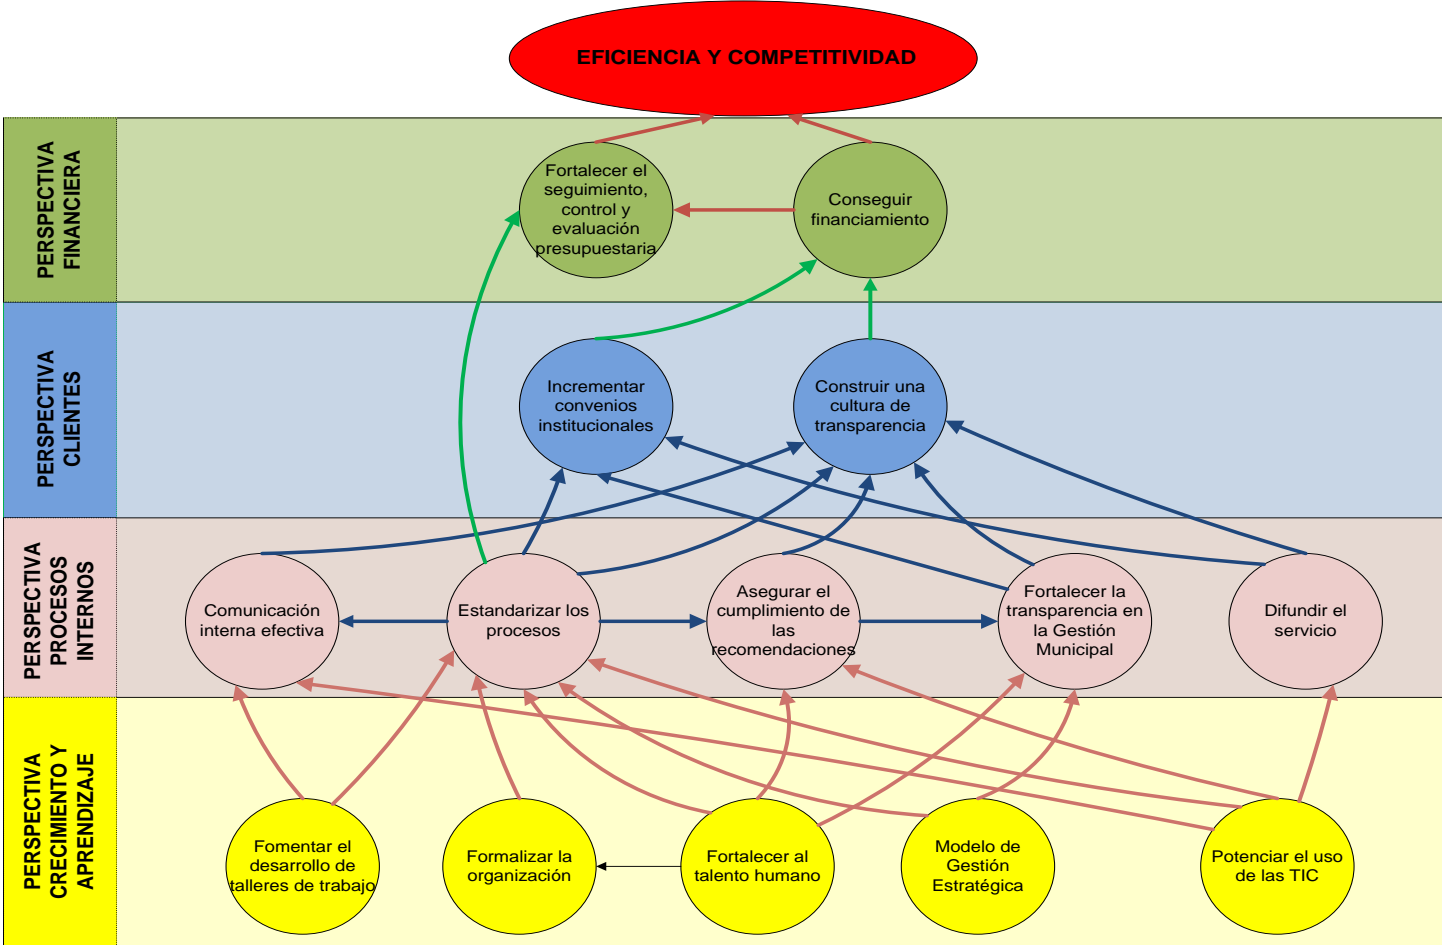 EFICIENCIA Y COMPETITIVIDAD
PERSPECTIVA
FINANCIERA
Fortalecer el
seguimiento,
control y
evaluación
presupuestaria
Conseguir
financiamiento
PERSPECTIVA
CLIENTES
Incrementar
convenios
institucionales
Construir una
cultura de
transparencia
PERSPECTIVA
PROCESOS
INTERNOS
Comunicación
interna efectiva
Estandarizar los
procesos
Asegurar el
cumplimiento de
las
recomendaciones
Fortalecer la
transparencia en
la Gestión
Municipal
Difundir el
servicio
PERSPECTIVA
CRECIMIENTO Y
APRENDIZAJE
Fomentar el
desarrollo de
talleres de trabajo
Formalizar la
organización
Fortalecer al
talento humano
Modelo de
Gestión
Estratégica
Potenciar el uso
de las TIC